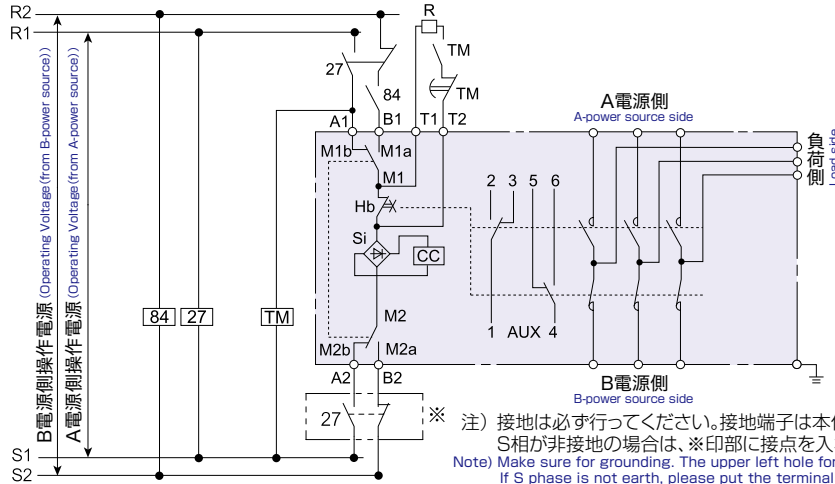 R2
R1
B電源側操作電源 (Operating Voltage (from B-power source))
A電源側操作電源 (Operating Voltage (from A-power source))
R
TM
TM
27
84
A1
B1
T1
T2
A電源側
A-power source side
負荷側
Load side
M1b
M1a
M1
Hb
Si
CC
2 3 5 6
1 AUX 4
84
27
TM
M2
M2b
M2a
A2
B2
B電源側
B-power source side
27
※
S1
S2
注) 接地は必ず行ってください。接地端子は本
S相が非接地の場合は、※印部に接点を入
Note) Make sure for grounding. The upper left hole for
If S phase is not earth, please put the terminal